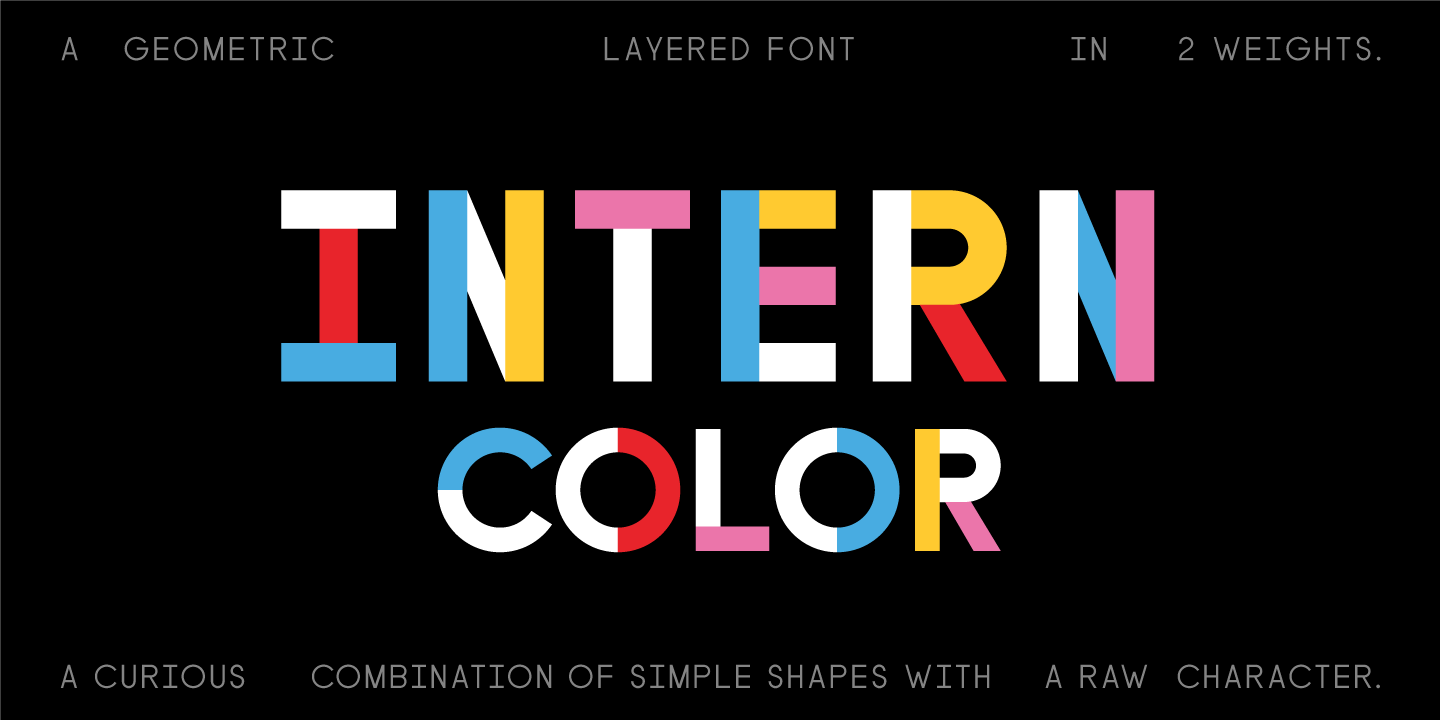 A GEOMETRIC LAYERED FONT IN 2 WEIGHTS.
INTERN
COLOR
A CURIOUS COMBINATION OF SIMPLE SHAPES WITH A RAW CHARACTER.